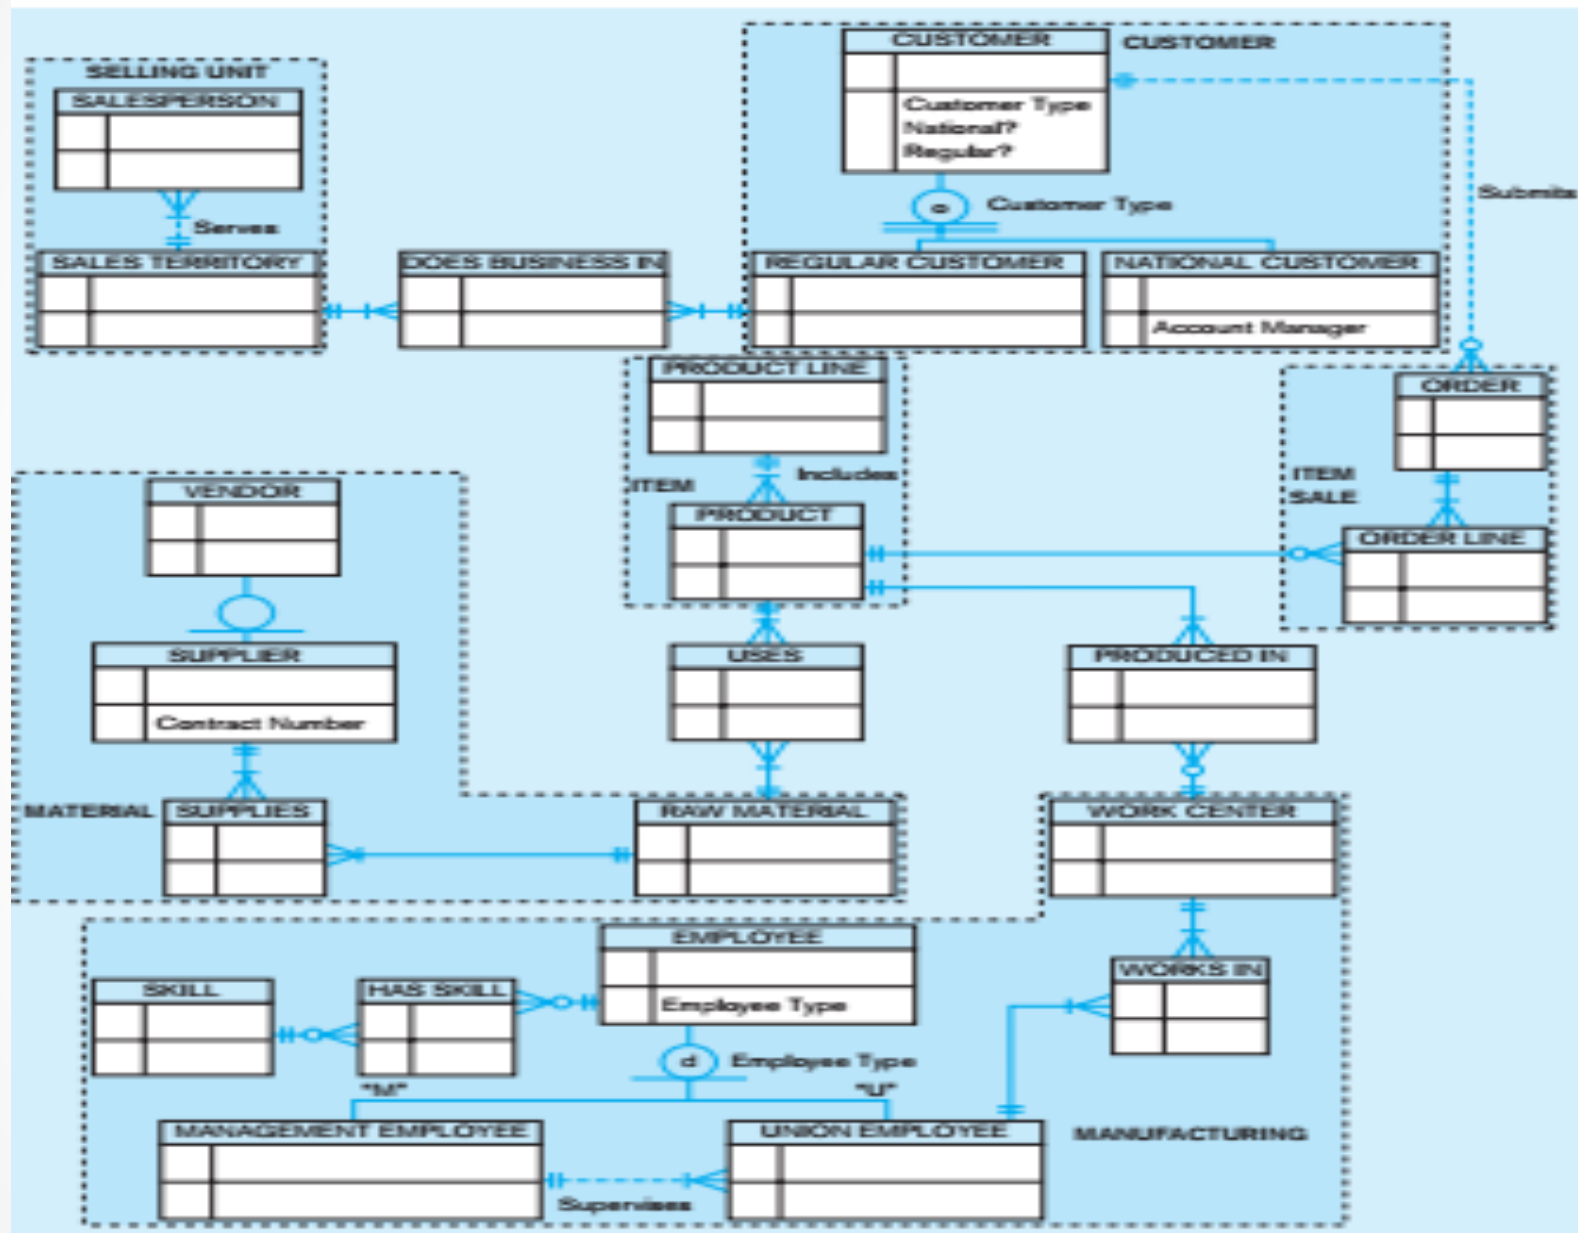 SELLING UNIT
SALESPERSON
Serves
SALES TERRITORY
DOES BUSINESS IN
CUSTOMER
CUSTOMER
Customer Type
National?
Regular?
o
Customer Type
REGULAR CUSTOMER
NATIONAL CUSTOMER
Account Manager
Submits
PRODUCT LINE
Includes
ITEM
PRODUCT
ORDER
ITEM
SALE
ORDER LINE
VENDOR
SUPPLIER
Contract Number
USES
PRODUCED IN
MATERIAL
SUPPLIES
RAW MATERIAL
WORK CENTER
EMPLOYEE
Employee Type
SKILL
HAS SKILL
WORKS IN
d
Employee Type
"M"
"U"
MANAGEMENT EMPLOYEE
UNION EMPLOYEE
MANUFACTURING
Supervises